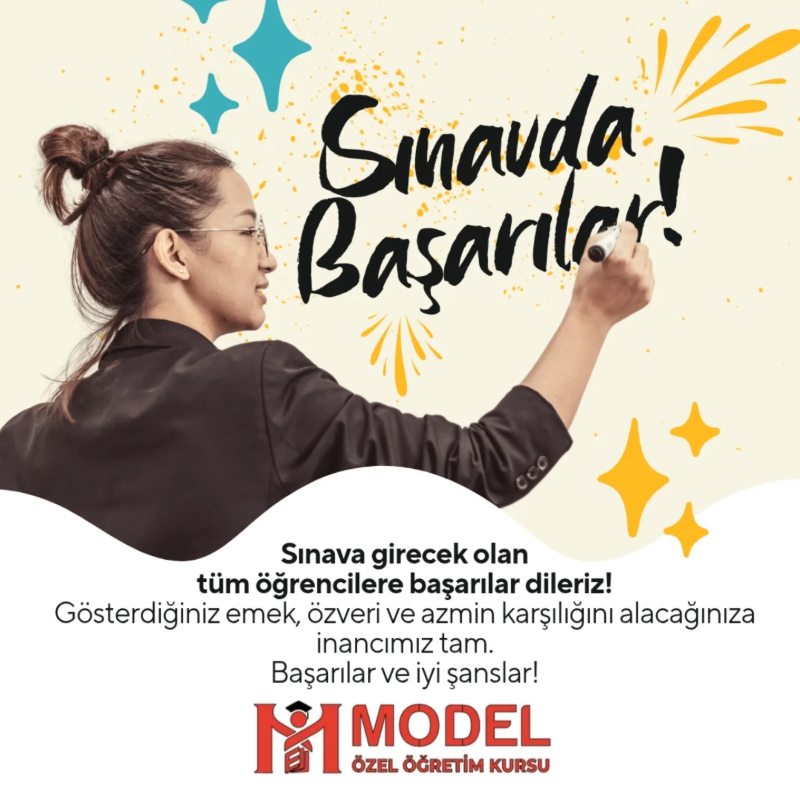 Sınavda
Başarılar!
Sınava girecek olan
tüm öğrencilere başarılar dileriz!
Gösterdiğiniz emek, özveri ve azmin karşılığını alacağınıza
inancımız tam.
Başarılar ve iyi şanslar!
MODEL
ÖZEL ÖĞRETİM KURSU